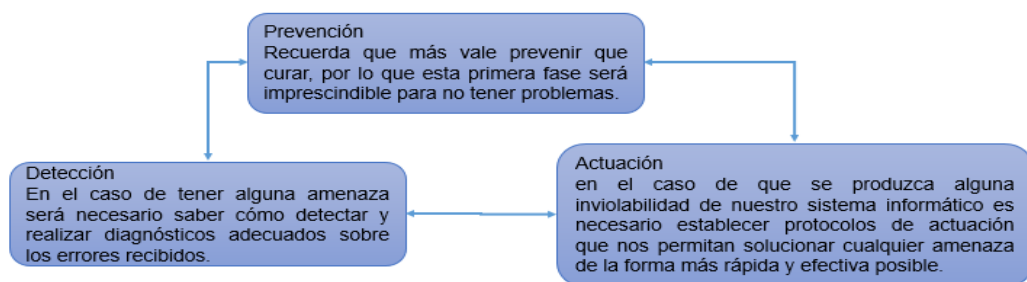 Prevención
Recuerda que más vale prevenir que
curar, por lo que esta primera fase será
imprescindible para no tener problemas.
Detección
En el caso de tener alguna amenaza
será necesario saber cómo detectar y
realizar diagnósticos adecuados sobre
los errores recibidos.
Actuación
en el caso de que se produzca alguna
inviolabilidad de nuestro sistema informático es
necesario establecer protocolos de actuación
que nos permitan solucionar cualquier amenaza
de la forma más rápida y efectiva posible.